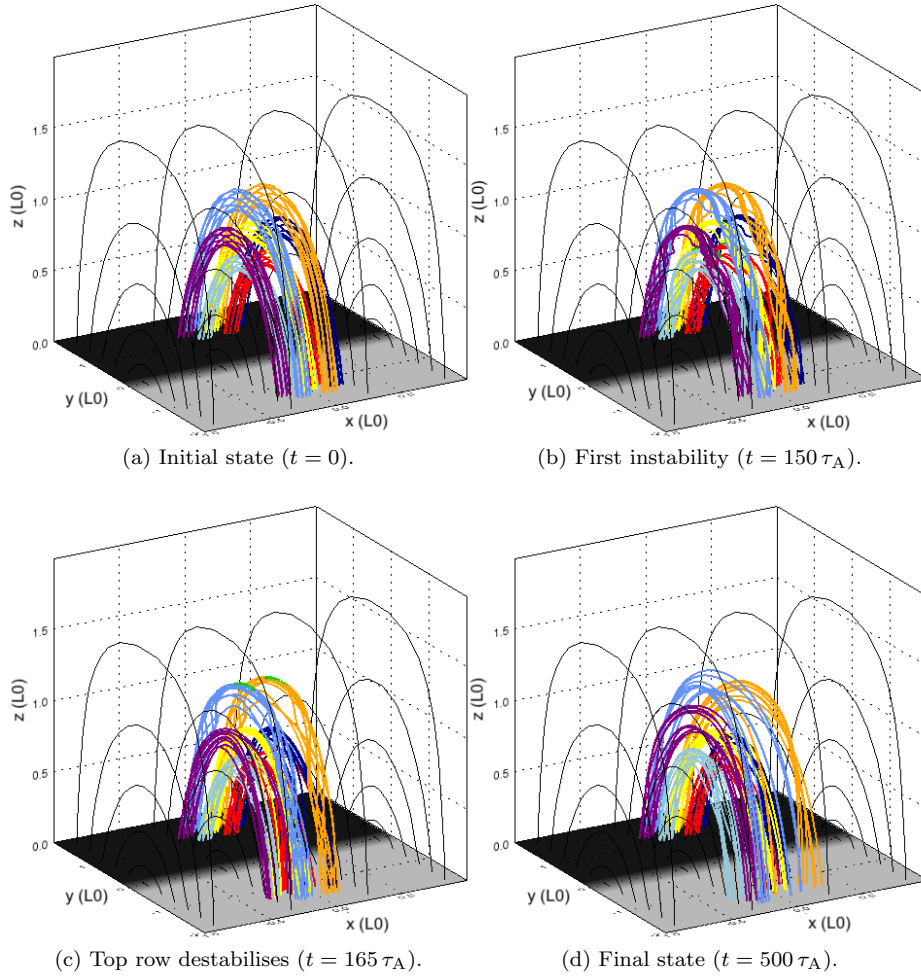 1.5
1.0
0.5
0.0
z (L0)
y (L0)
x (L0)
1.5
1.0
0.5
0.0
z (L0)
y (L0)
x (L0)
(a) Initial state (t = 0).
(b) First instability (t = 150 τA).
1.5
1.0
0.5
0.0
z (L0)
y (L0)
x (L0)
1.5
1.0
0.5
0.0
z (L0)
y (L0)
x (L0)
(c) Top row destabilises (t = 165 τA).
(d) Final state (t = 500 τA).